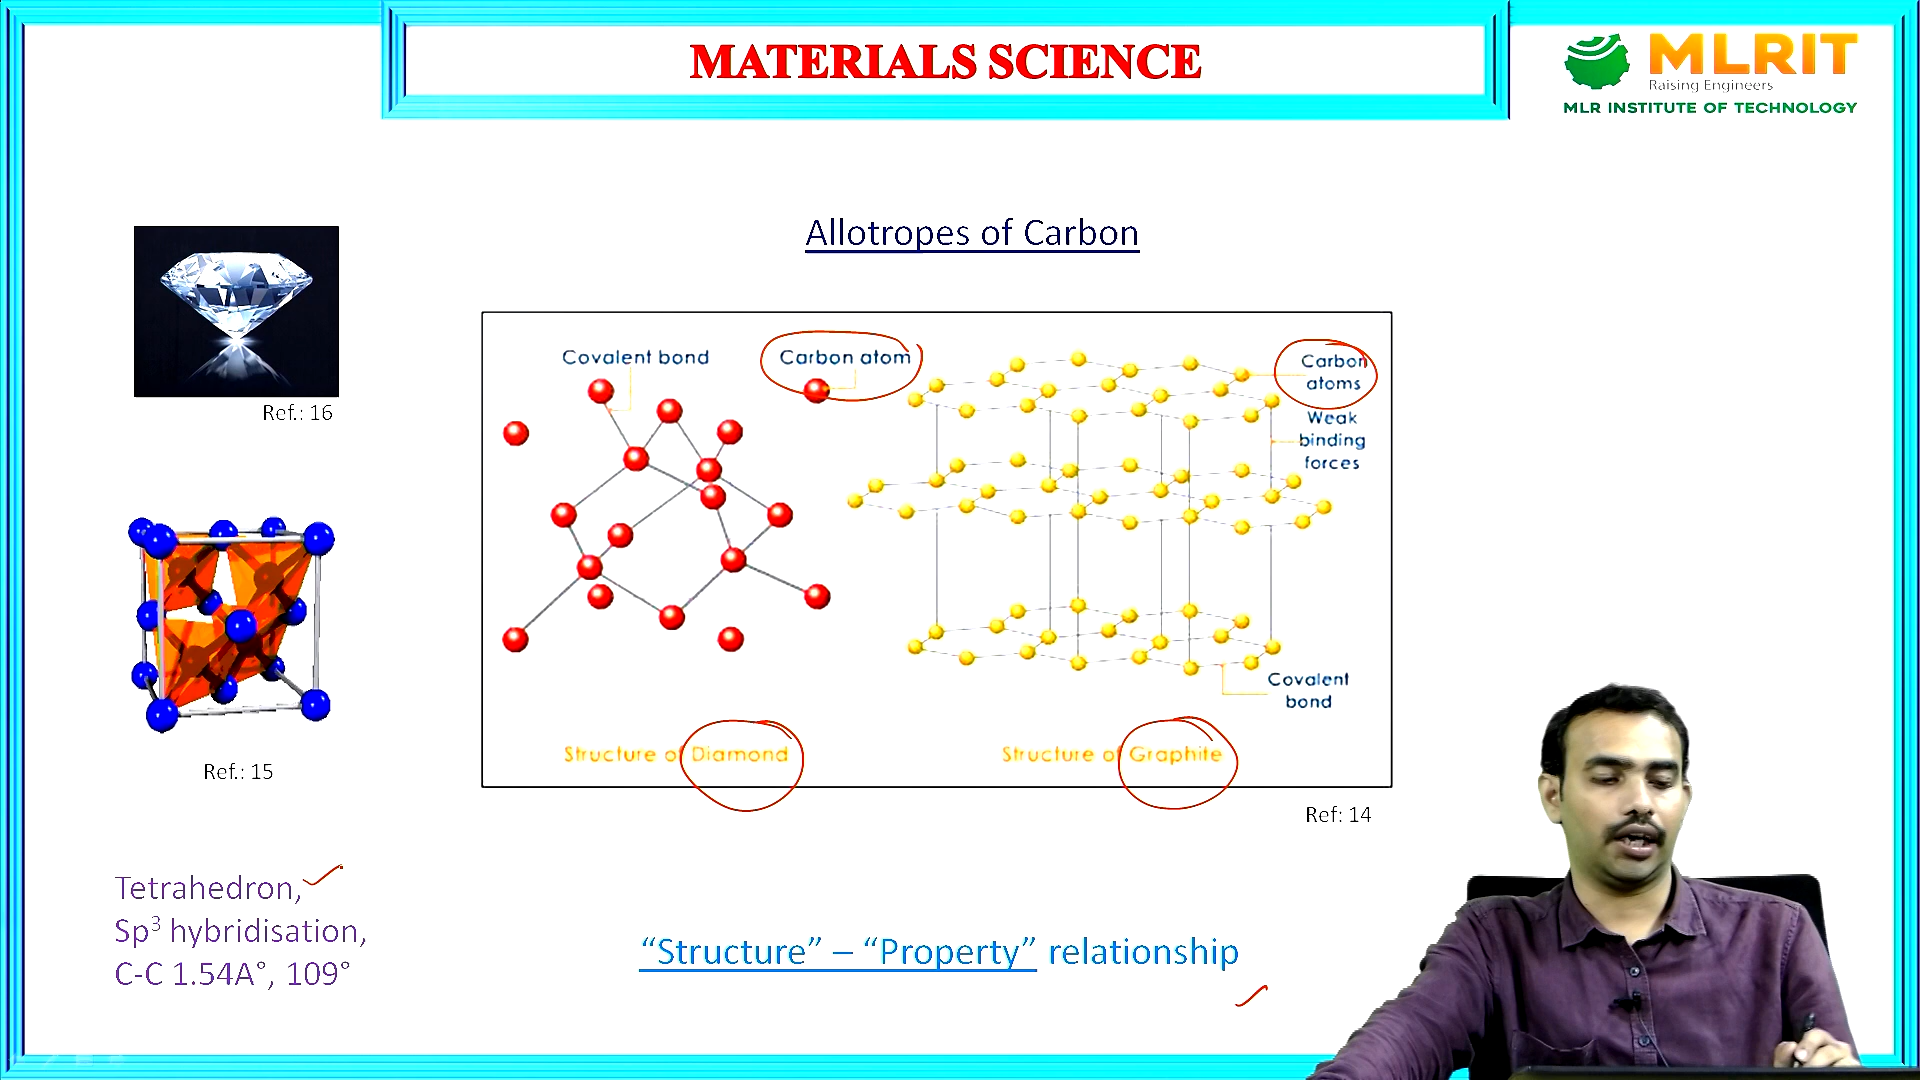 MATERIALS SCIENCE
MLRIT
Raising Engineers
MLR INSTITUTE OF TECHNOLOGY
Allotropes of Carbon
Ref.: 16
Covalent bond
Carbon atom
Carbon
atoms
Weak
binding
forces
Covalent
bond
Structure of Diamond
Structure of Graphite
Ref.: 15
Ref: 14
Tetrahedron,
Sp³ hybridisation,
C-C 1.54A°, 109°
“Structure” – “Property” relationship